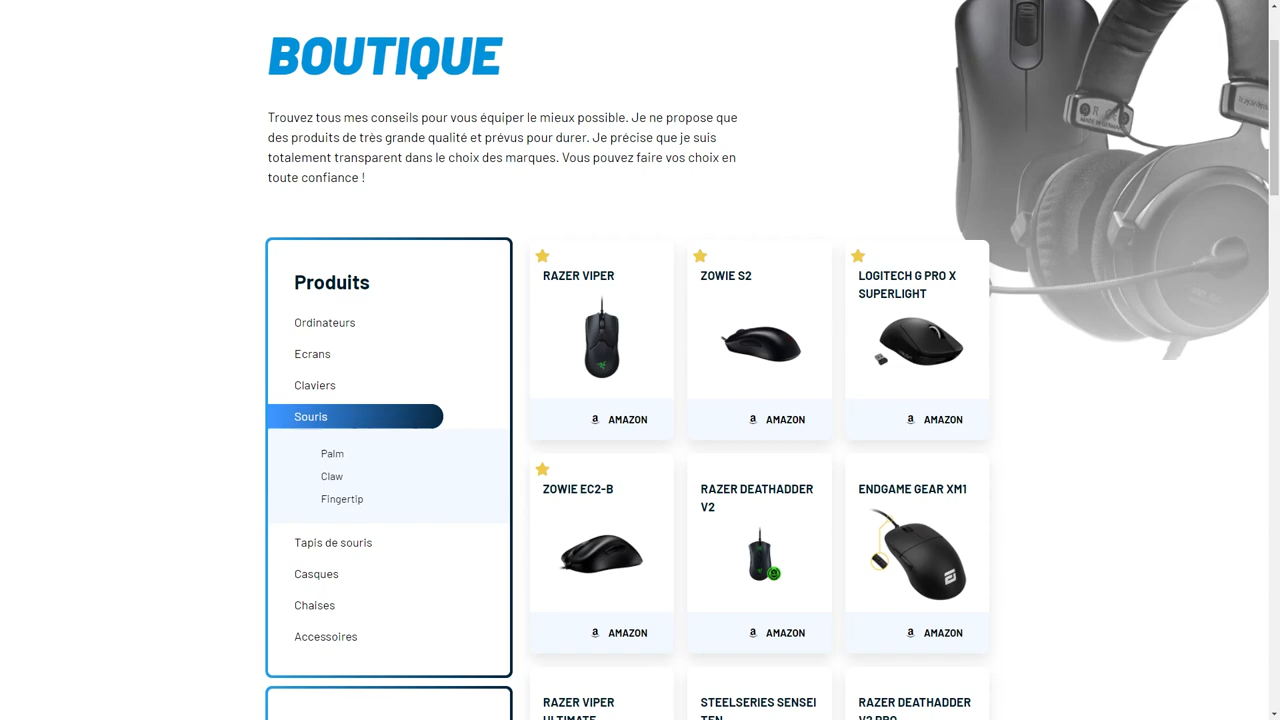 BOUTIQUE
Trouvez tous mes conseils pour vous équiper le mieux possible. Je ne propose que
des produits de très grande qualité et prévus pour durer. Je précise que je suis
totalement transparent dans le choix des marques. Vous pouvez faire vos choix en
toute confiance !
Produits
Ordinateurs
Ecrans
Claviers
Souris
Palm
Claw
Fingertip
Tapis de souris
Casques
Chaises
Accessoires
RAZER VIPER
AMAZON
ZOWIE S2
AMAZON
LOGITECH G PRO X
SUPERLIGHT
AMAZON
ZOWIE EC2-B
AMAZON
RAZER DEATHADDER
V2
AMAZON
ENDGAME GEAR XM1
AMAZON
RAZER VIPER
ULTIMATE
STEELSERIES SENSEI
TEN
RAZER DEATHADDER
V2 PRO